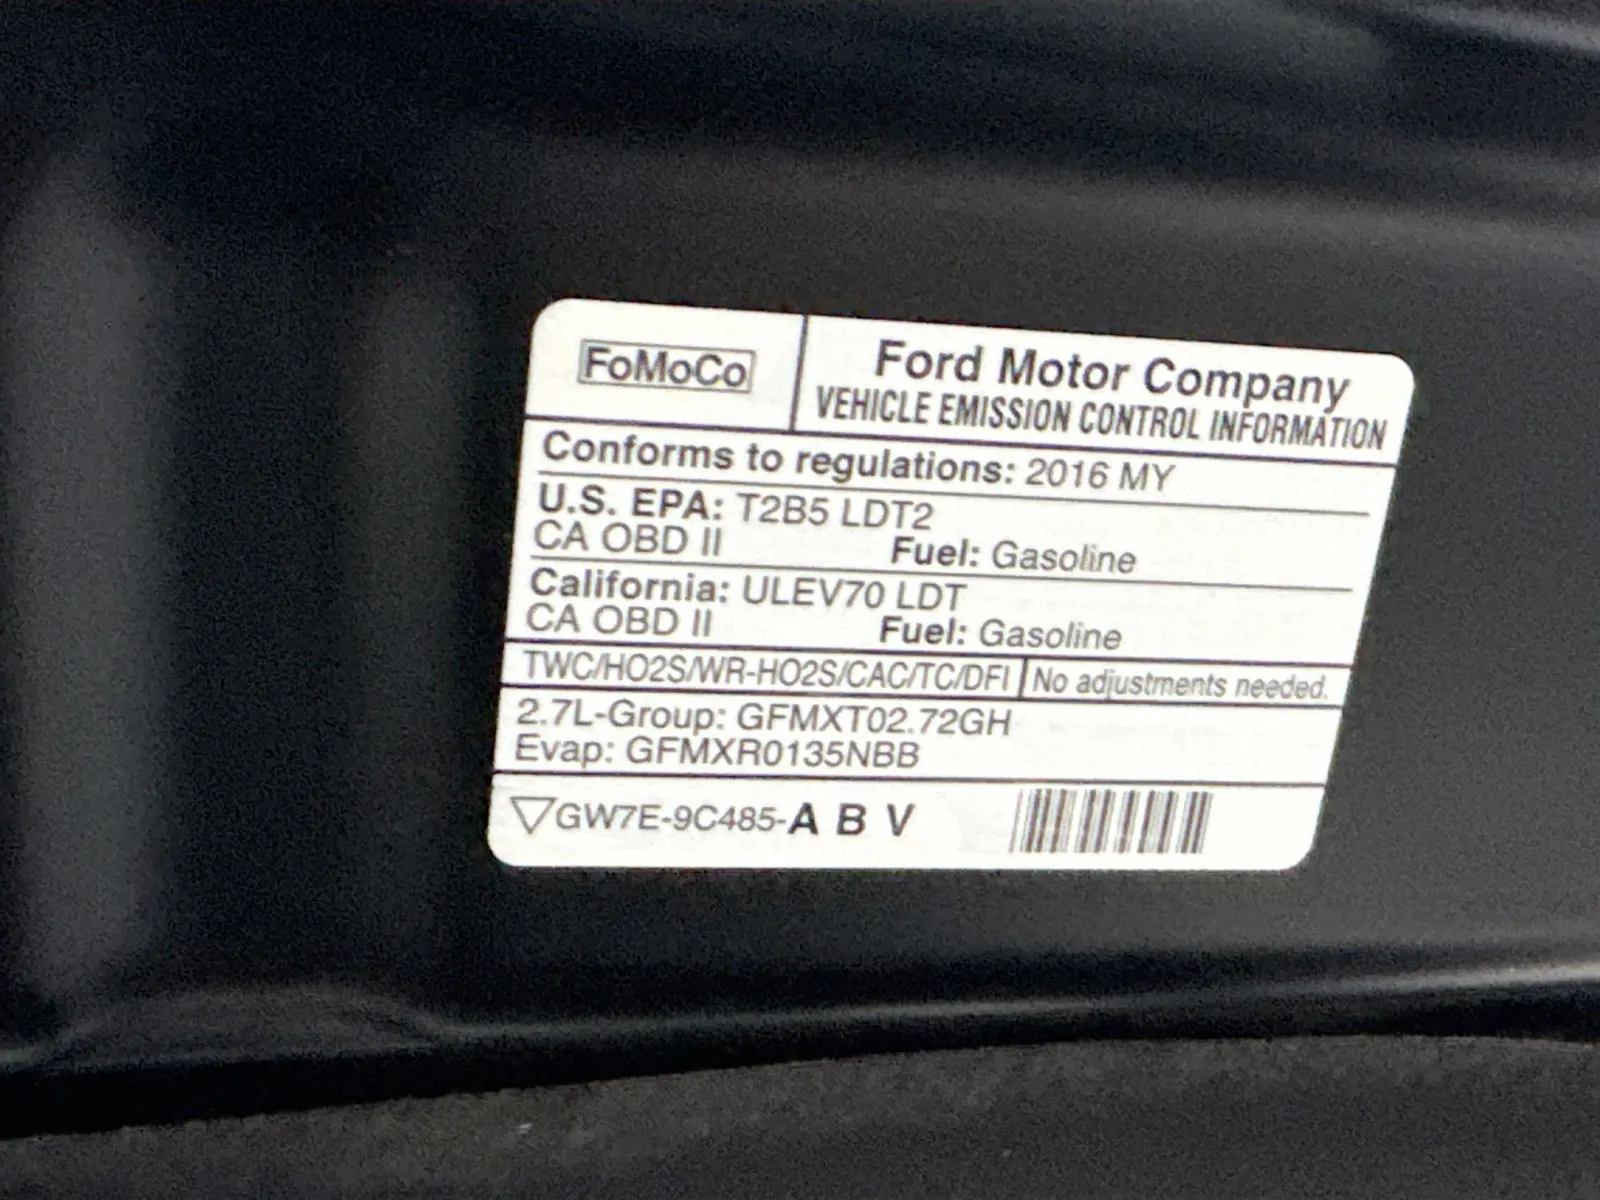 FoMoCo
Ford Motor Company
VEHICLE EMISSION CONTROL INFORMATION
Conforms to regulations: 2016 MY
U.S. EPA: T2B5 LDT2
CA OBD II Fuel: Gasoline
California: ULEV70 LDT
CA OBD II Fuel: Gasoline
TWC/HO2S/WR-HO2S/CAC/TC/DFI No adjustments needed.
2.7L-Group: GFMXT02.72GH
Evap: GFMXR0135NBB
GW7E-9C485-A B V